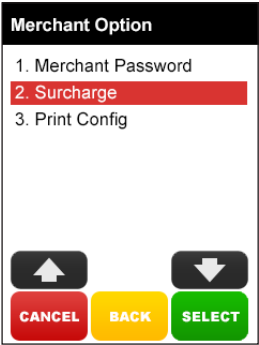 Merchant Option
1. Merchant Password
2. Surcharge
3. Print Config
CANCEL BACK SELECT